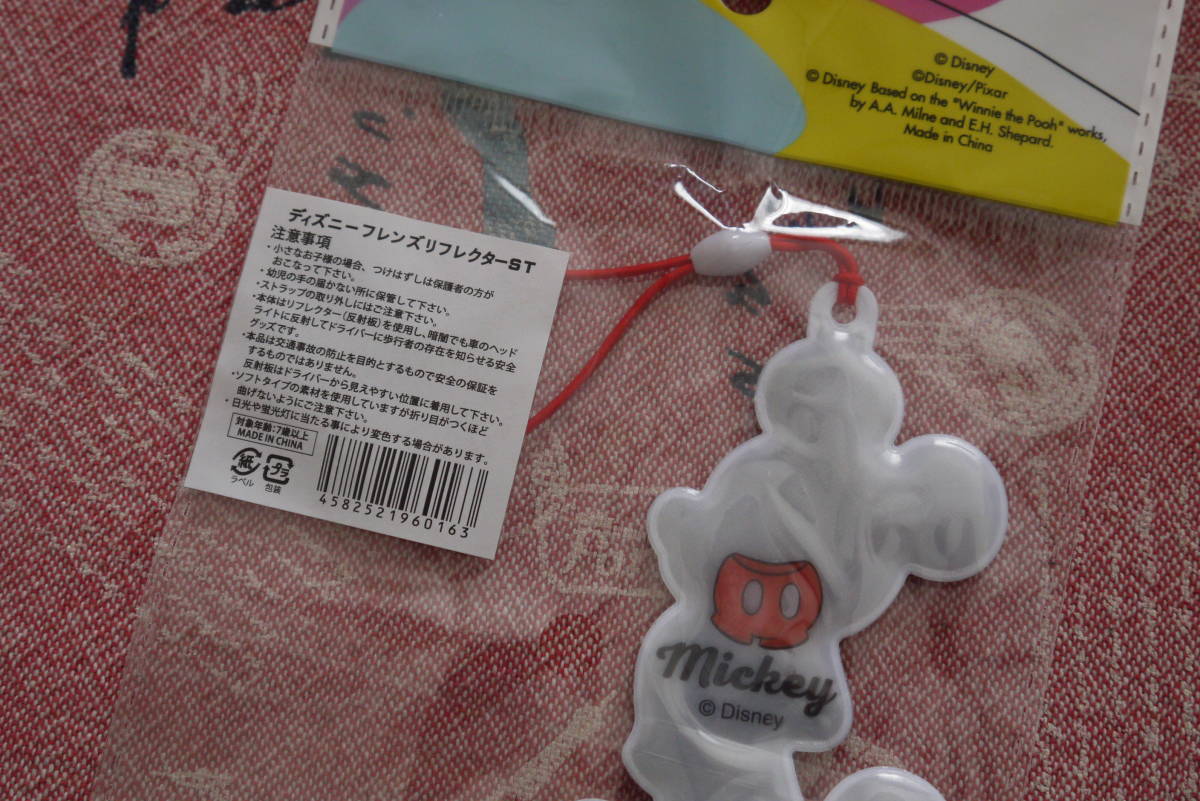 © Disney
©Disney/Pixar
© Disney Based on the "Winnie the Pooh" works,
by A.A. Milne and E.H. Shepard.
Made in China
ディズニーフレンズリフレクターST
注意事項
・小さなお子様の場合、つけはずしは保護者の方が
おこなって下さい。
・幼児の手の届かない所に保管して下さい。
・ストラップの取り外しにはご注意下さい。
・本体はリフレクター(反射板)を使用し、暗闇でも車のヘッド
ライトに反射してドライバーに歩行者の存在を知らせる安全
グッズです。
・本品は交通事故の防止を目的とするもので安全の保証を
するものではありません。
反射板はドライバーから見えやすい位置に着用して下さい。
・ソフトタイプの素材を使用していますが折り目がつくほど
曲げないようにご注意下さい。
・日光や蛍光灯に当たる事により変色する場合があります。
対象年齢:7歳以上
MADE IN CHINA
紙
ラベル
プラ
包装
4582521960163
Mickey
© Disney